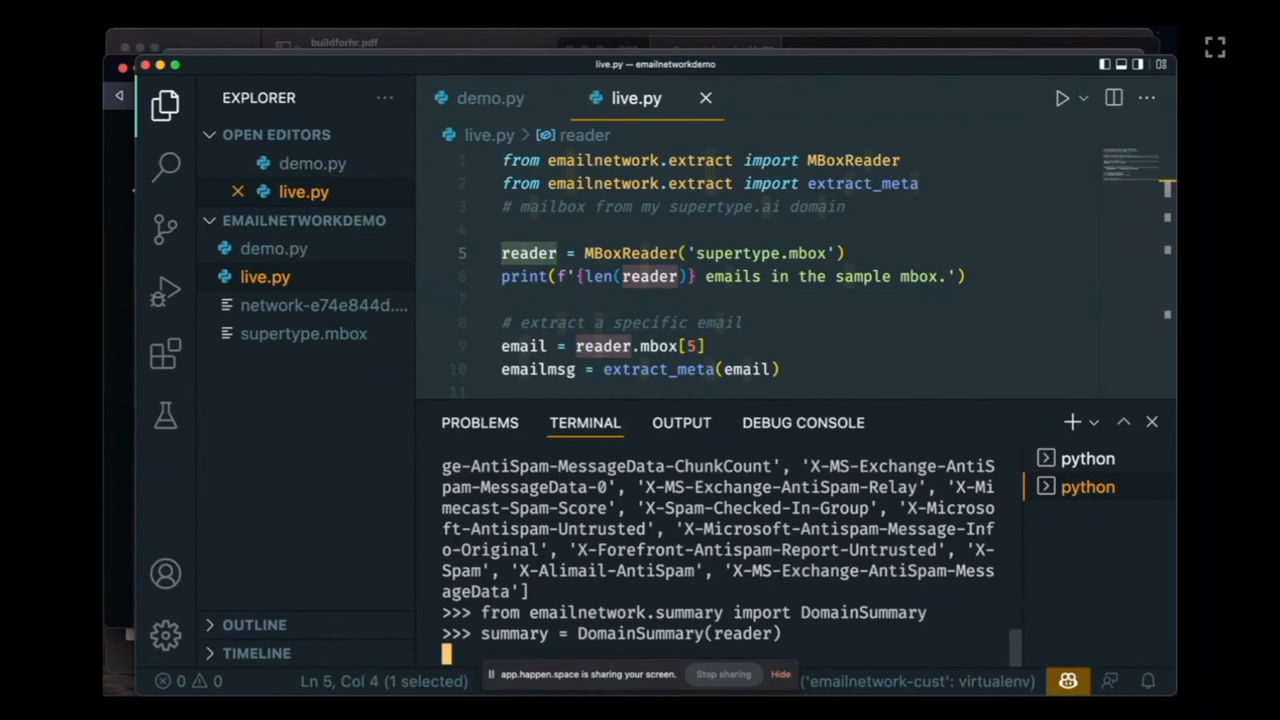 buildforhr.pdf
live.py — emailnetworkdemo
EXPLORER
OPEN EDITORS
demo.py
live.py
EMAILNETWORKDEMO
demo.py
live.py
network-e74e844d....
supertype.mbox
OUTLINE
TIMELINE
demo.py
live.py
live.py > reader
1 from emailnetwork.extract import MBoxReader
2 from emailnetwork.extract import extract_meta
3 # mailbox from my supertype.ai domain
4
5 reader = MBoxReader('supertype.mbox')
6 print(f'{len(reader)} emails in the sample mbox.')
7
8 # extract a specific email
9 email = reader.mbox[5]
10 emailmsg = extract_meta(email)
11
PROBLEMS TERMINAL OUTPUT DEBUG CONSOLE
ge-AntiSpam-MessageData-ChunkCount', 'X-MS-Exchange-AntiS
pam-MessageData-0', 'X-MS-Exchange-AntiSpam-Relay', 'X-Mi
mecast-Spam-Score', 'X-Spam-Checked-In-Group', 'X-Microso
ft-Antispam-Untrusted', 'X-Microsoft-Antispam-Message-Inf
o-Original', 'X-Forefront-Antispam-Report-Untrusted', 'X-
Spam', 'X-Alimail-AntiSpam', 'X-MS-Exchange-AntiSpam-Mess
ageData']
>>> from emailnetwork.summary import DomainSummary
>>> summary = DomainSummary(reader)
python
python
app.happen.space is sharing your screen. Stop sharing Hide
0 0 Ln 5, Col 4 (1 selected) ('emailnetwork-cust': virtualenv)